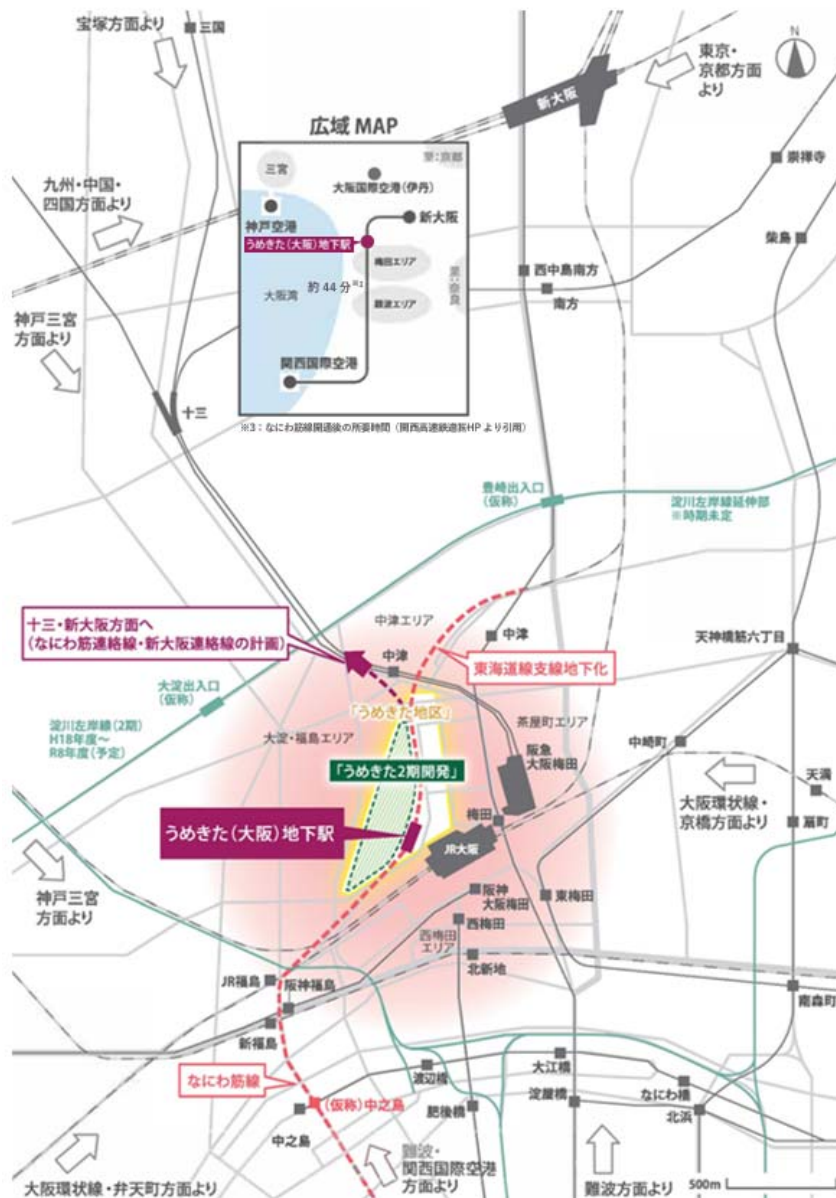 宝塚方面より
三国
東京・
京都方面
より
N
新大阪
広域 MAP
至:京都
三宮
大阪国際空港(伊丹)
崇禅寺
九州・中国・
四国方面より
神戸空港
新大阪
うめきた(大阪)地下駅
梅田エリア
柴島
西中島南方
大阪湾
約 44 分
難波エリア
至:奈良
南方
神戸三宮
方面より
関西国際空港
十三
※3:なにわ筋線開通後の所要時間(関西高速鉄道㈱HP より引用)
豊崎出入口
(仮称)
淀川左岸線延伸部
※時期未定
十三・新大阪方面へ
(なにわ筋連絡線・新大阪連絡線の計画)
中津エリア
中津
中津
天神橋筋六丁目
東海道線支線地下化
大淀出入口
(仮称)
「うめきた地区」
茶屋町エリア
淀川左岸線(2期)
H18年度~
R8年度(予定)
大淀・福島エリア
阪急
大阪梅田
中崎町
「うめきた2期開発」
天満
大阪環状線・
京橋方面より
扇町
うめきた(大阪)地下駅
梅田
JR大阪
神戸三宮
方面より
阪神
大阪梅田
東梅田
西梅田
西梅田
エリア
北新地
JR福島
阪神福島
南森町
新福島
なにわ筋線
渡辺橋
大江橋
なにわ橋
(仮称)中之島
中之島
肥後橋
淀屋橋
北浜
難波・
関西国際空港
方面より
大阪環状線・弁天町方面より
難波方面より
500m